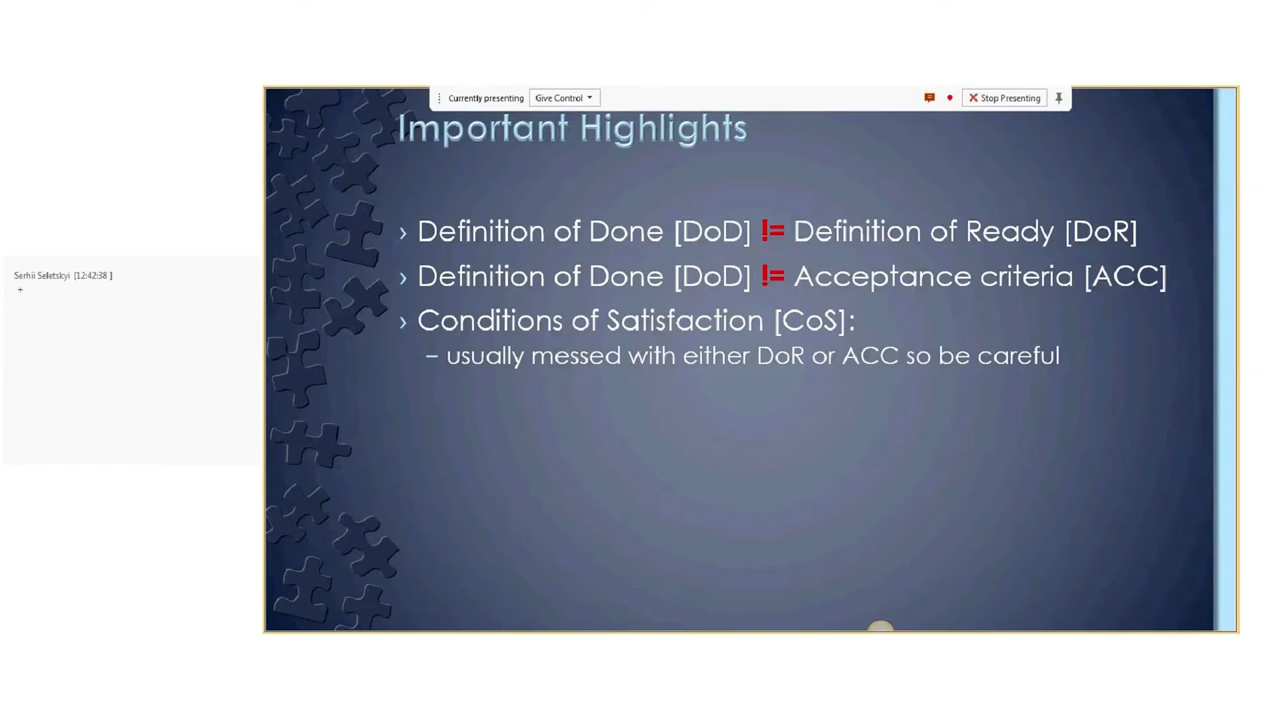 Currently presenting Give Control Stop Presenting
Important Highlights
› Definition of Done [DoD] != Definition of Ready [DoR]
› Definition of Done [DoD] != Acceptance criteria [ACC]
› Conditions of Satisfaction [CoS]:
– usually messed with either DoR or ACC so be careful
Serhii Seletskyi [12:42:38 ]
+